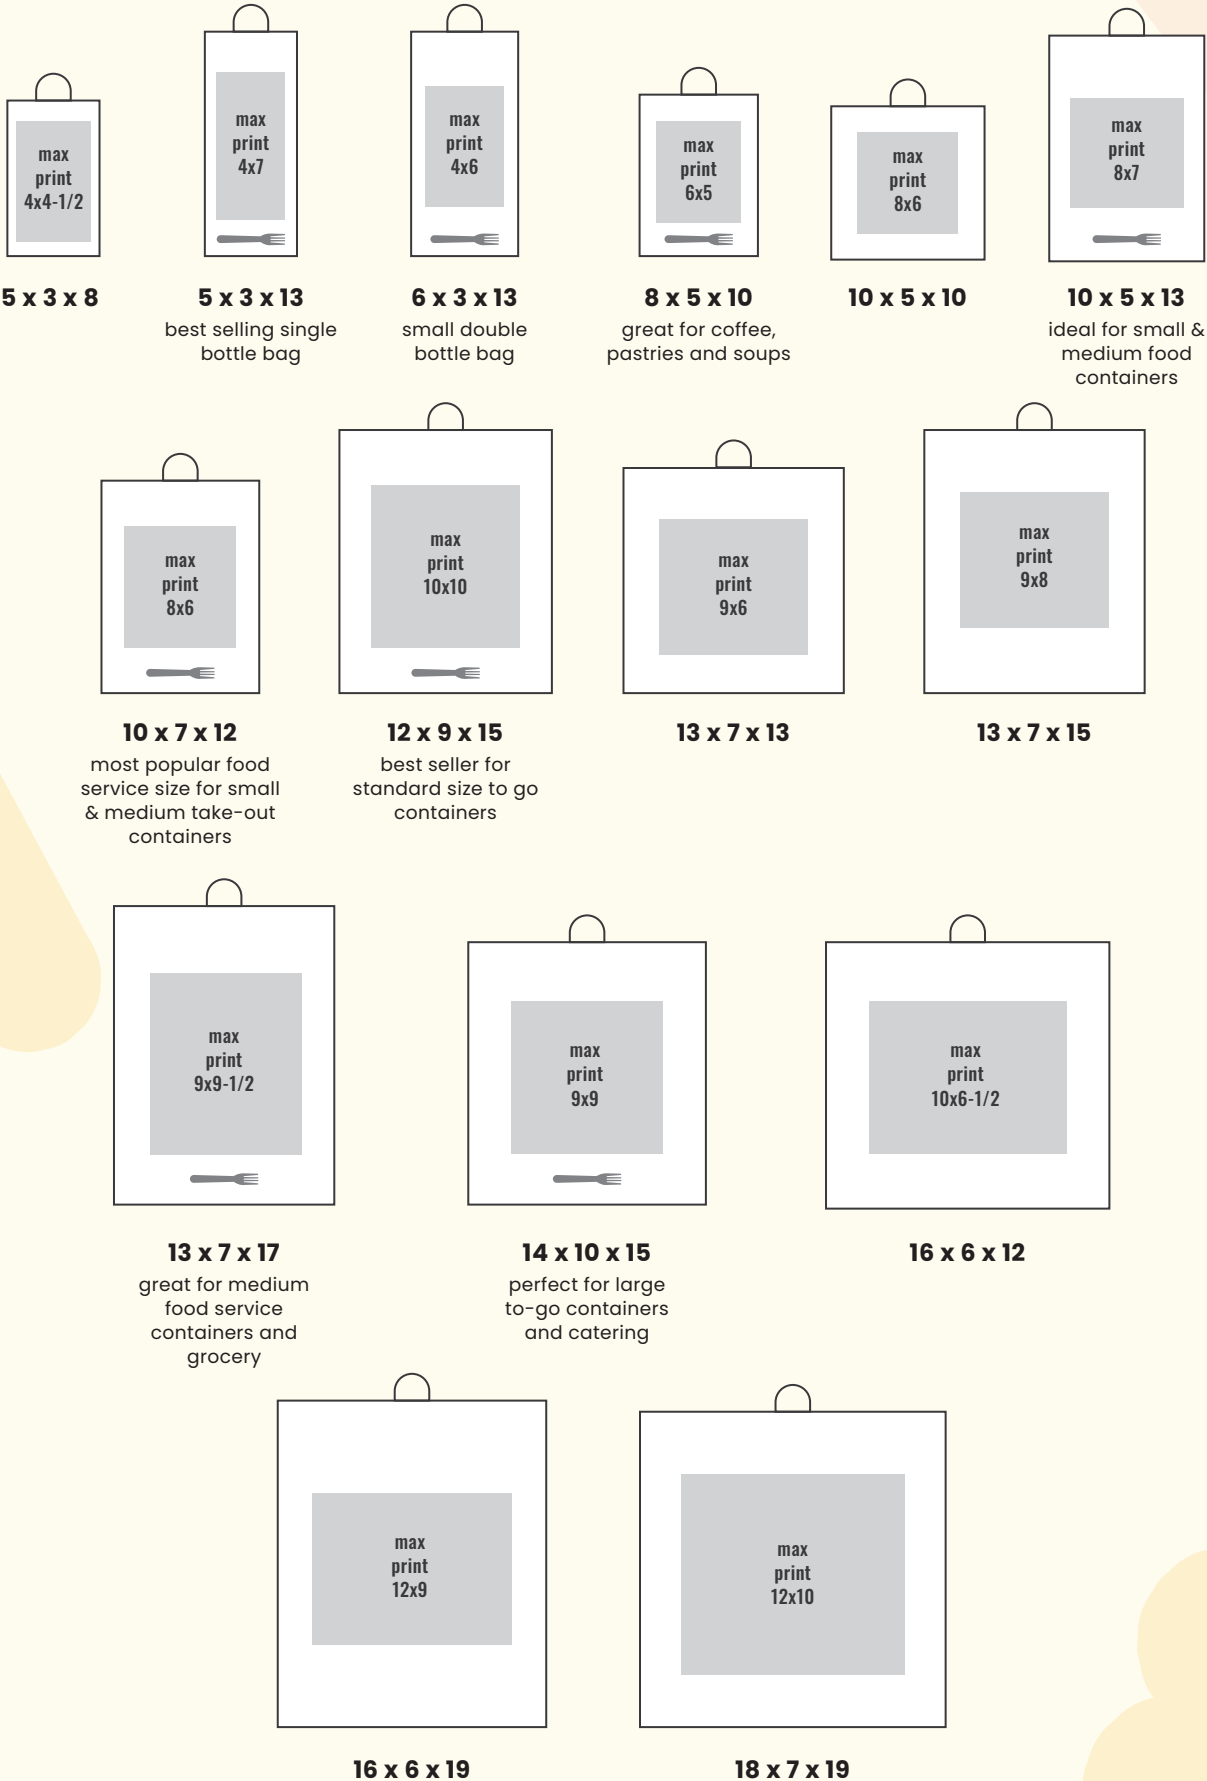 max
print
4x4-1/2
5 x 3 x 8
max
print
4x7
5 x 3 x 13
best selling single
bottle bag
max
print
4x6
6 x 3 x 13
small double
bottle bag
max
print
6x5
8 x 5 x 10
great for coffee,
pastries and soups
max
print
8x6
10 x 5 x 10
max
print
8x7
10 x 5 x 13
ideal for small &
medium food
containers
max
print
8x6
10 x 7 x 12
most popular food
service size for small
& medium take-out
containers
max
print
10x10
12 x 9 x 15
best seller for
standard size to go
containers
max
print
9x6
13 x 7 x 13
max
print
9x8
13 x 7 x 15
max
print
9x9-1/2
13 x 7 x 17
great for medium
food service
containers and
grocery
max
print
9x9
14 x 10 x 15
perfect for large
to-go containers
and catering
max
print
10x6-1/2
16 x 6 x 12
max
print
12x9
16 x 6 x 19
max
print
12x10
18 x 7 x 19